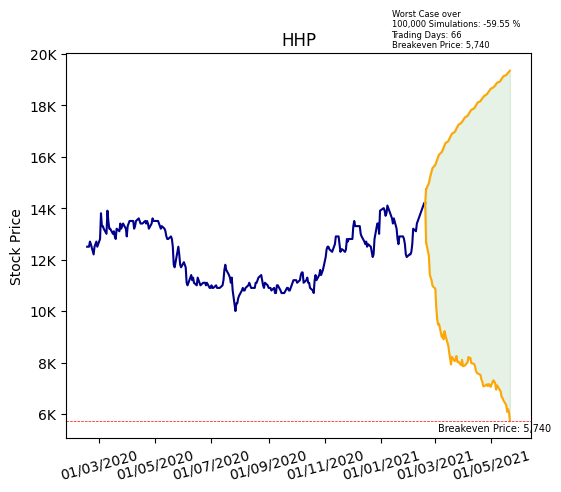 Worst Case over
100,000 Simulations: -59.55 %
Trading Days: 66
Breakeven Price: 5,740
HHP
20K
18K
16K
14K
12K
10K
8K
6K
Stock Price
Breakeven Price: 5,740
01/03/2020
01/05/2020
01/07/2020
01/09/2020
01/11/2020
01/01/2021
01/03/2021
01/05/2021